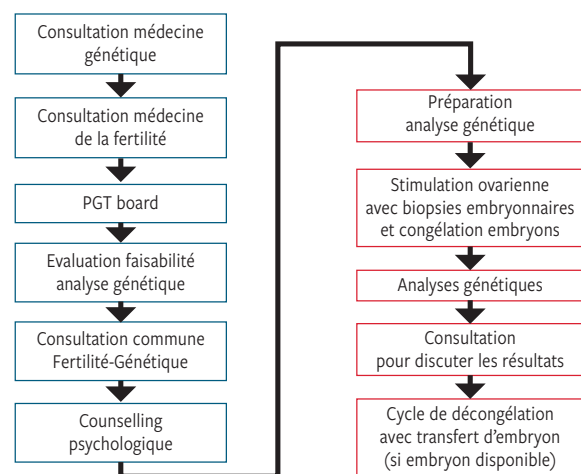 Consultation médecine
génétique
Consultation médecine
de la fertilité
PGT board
Evaluation faisabilité
analyse génétique
Consultation commune
Fertilité-Génétique
Counselling
psychologique
Préparation
analyse génétique
Stimulation ovarienne
avec biopsies embryonnaires
et congélation embryons
Analyses génétiques
Consultation
pour discuter les résultats
Cycle de décongélation
avec transfert d’embryon
(si embryon disponible)